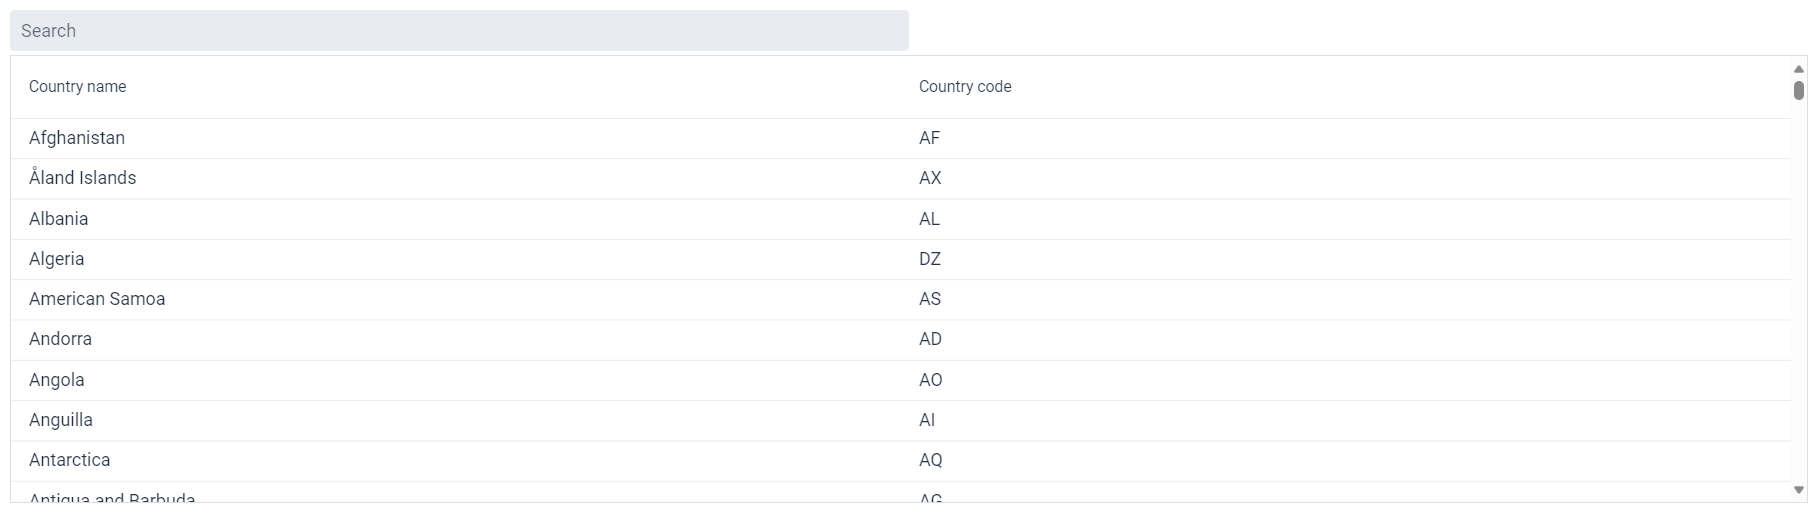 Search
Country name Country code
Afghanistan AF
Åland Islands AX
Albania AL
Algeria DZ
American Samoa AS
Andorra AD
Angola AO
Anguilla AI
Antarctica AQ
Antigua and Barbuda AG